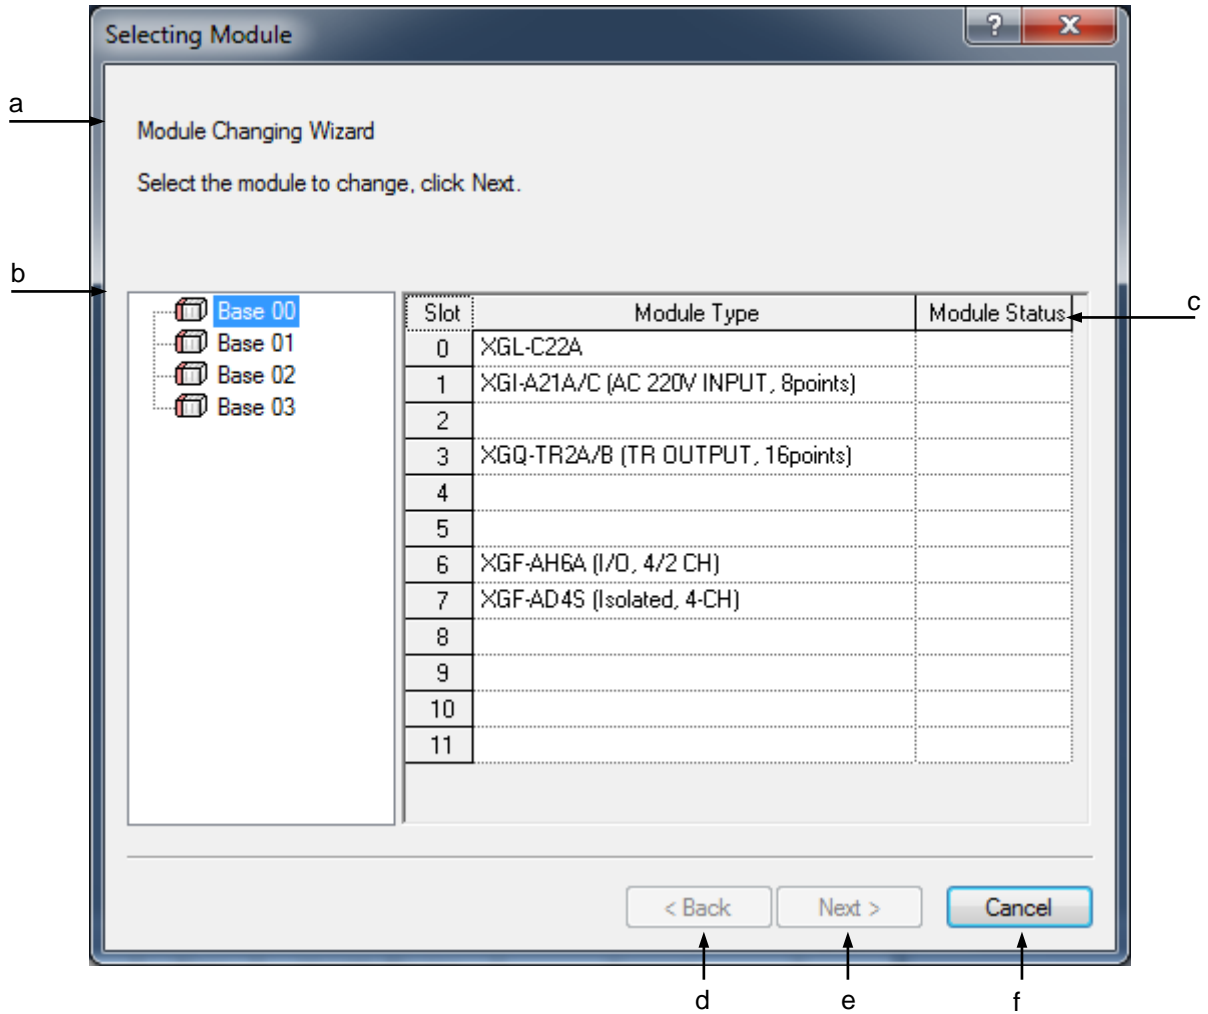 Selecting Module
?
X
a
Module Changing Wizard
Select the module to change, click Next.
b
c
Base 00
Base 01
Base 02
Base 03
Slot Module Type Module Status
0 XGL-C22A
1 XGI-A21A/C (AC 220V INPUT, 8points)
2
3 XGQ-TR2A/B (TR OUTPUT, 16points)
4
5
6 XGF-AH6A (I/O, 4/2 CH)
7 XGF-AD4S (Isolated, 4-CH)
8
9
10
11
< Back Next > Cancel
d e f